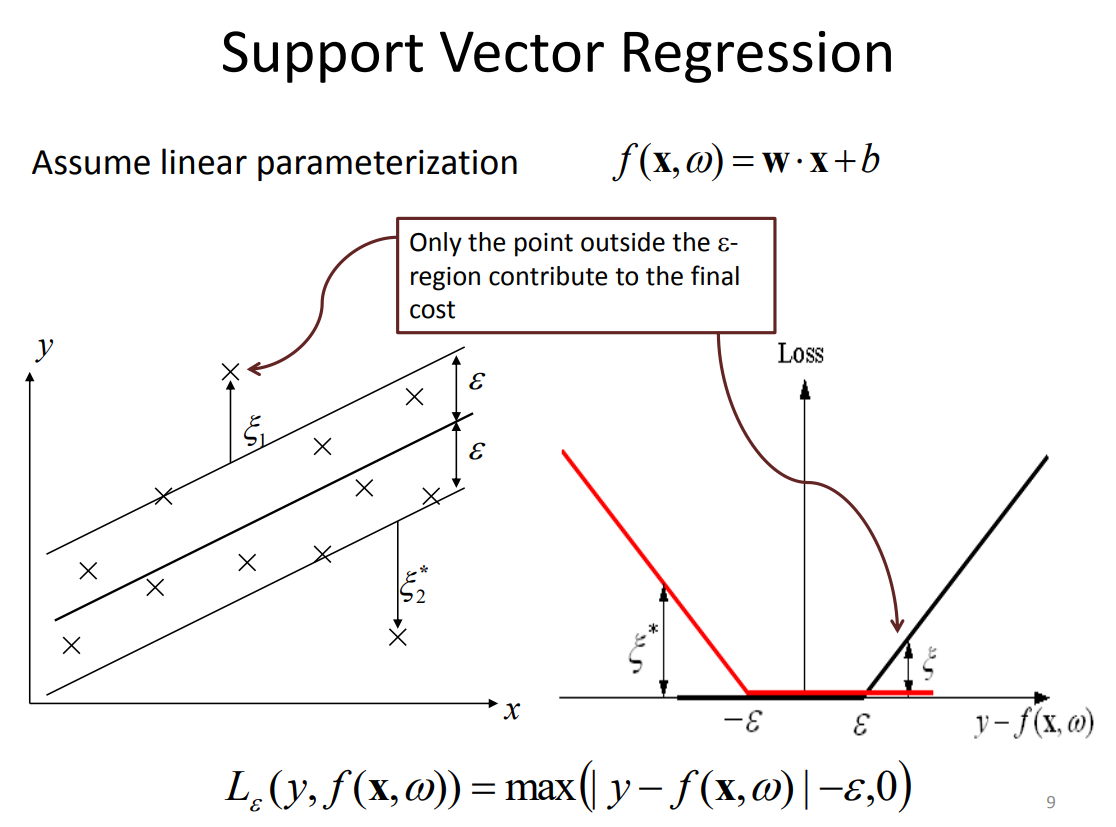 Support Vector Regression
Assume linear parameterization
f(x, ω) = w · x + b
Only the point outside the ε-
region contribute to the final
cost
y
ξ₁
ε
ε
ξ₂*
x
Loss
ξ*
ξ
−ε
ε
y − f(x, ω)
Lε(y, f(x, ω)) = max(| y − f(x, ω) | −ε,0)
9